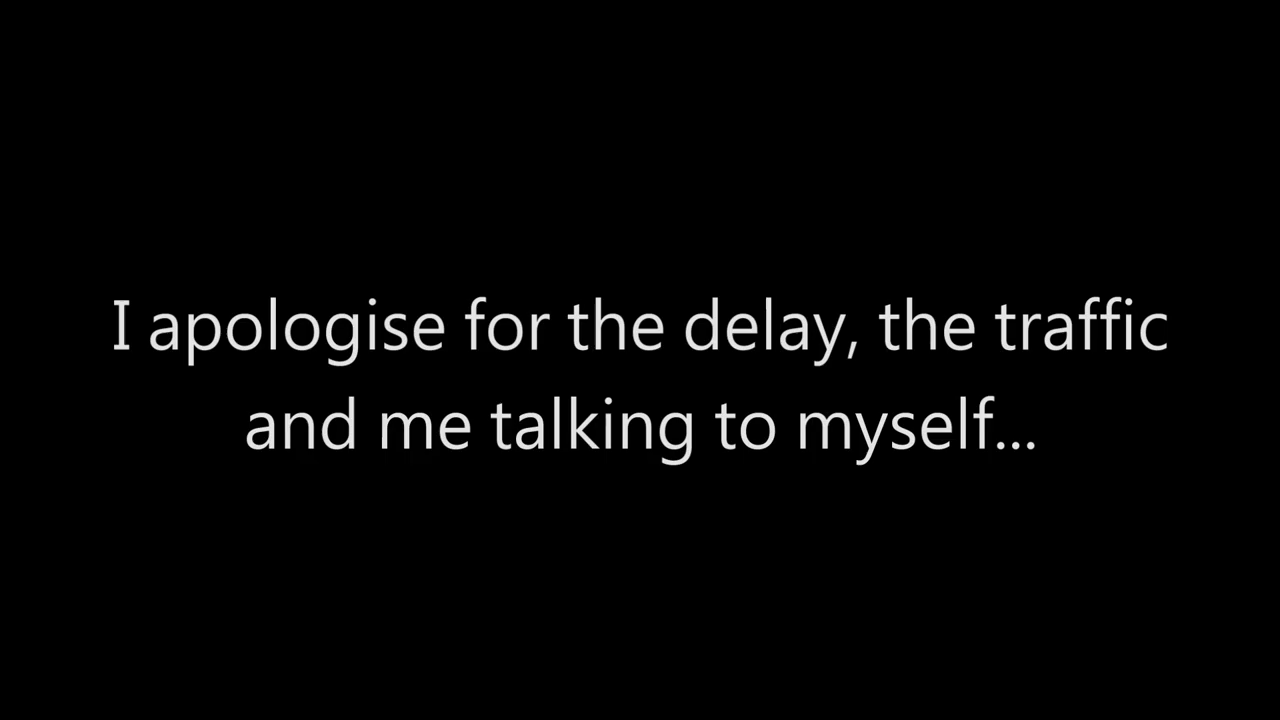 I apologise for the delay, the traffic
and me talking to myself...